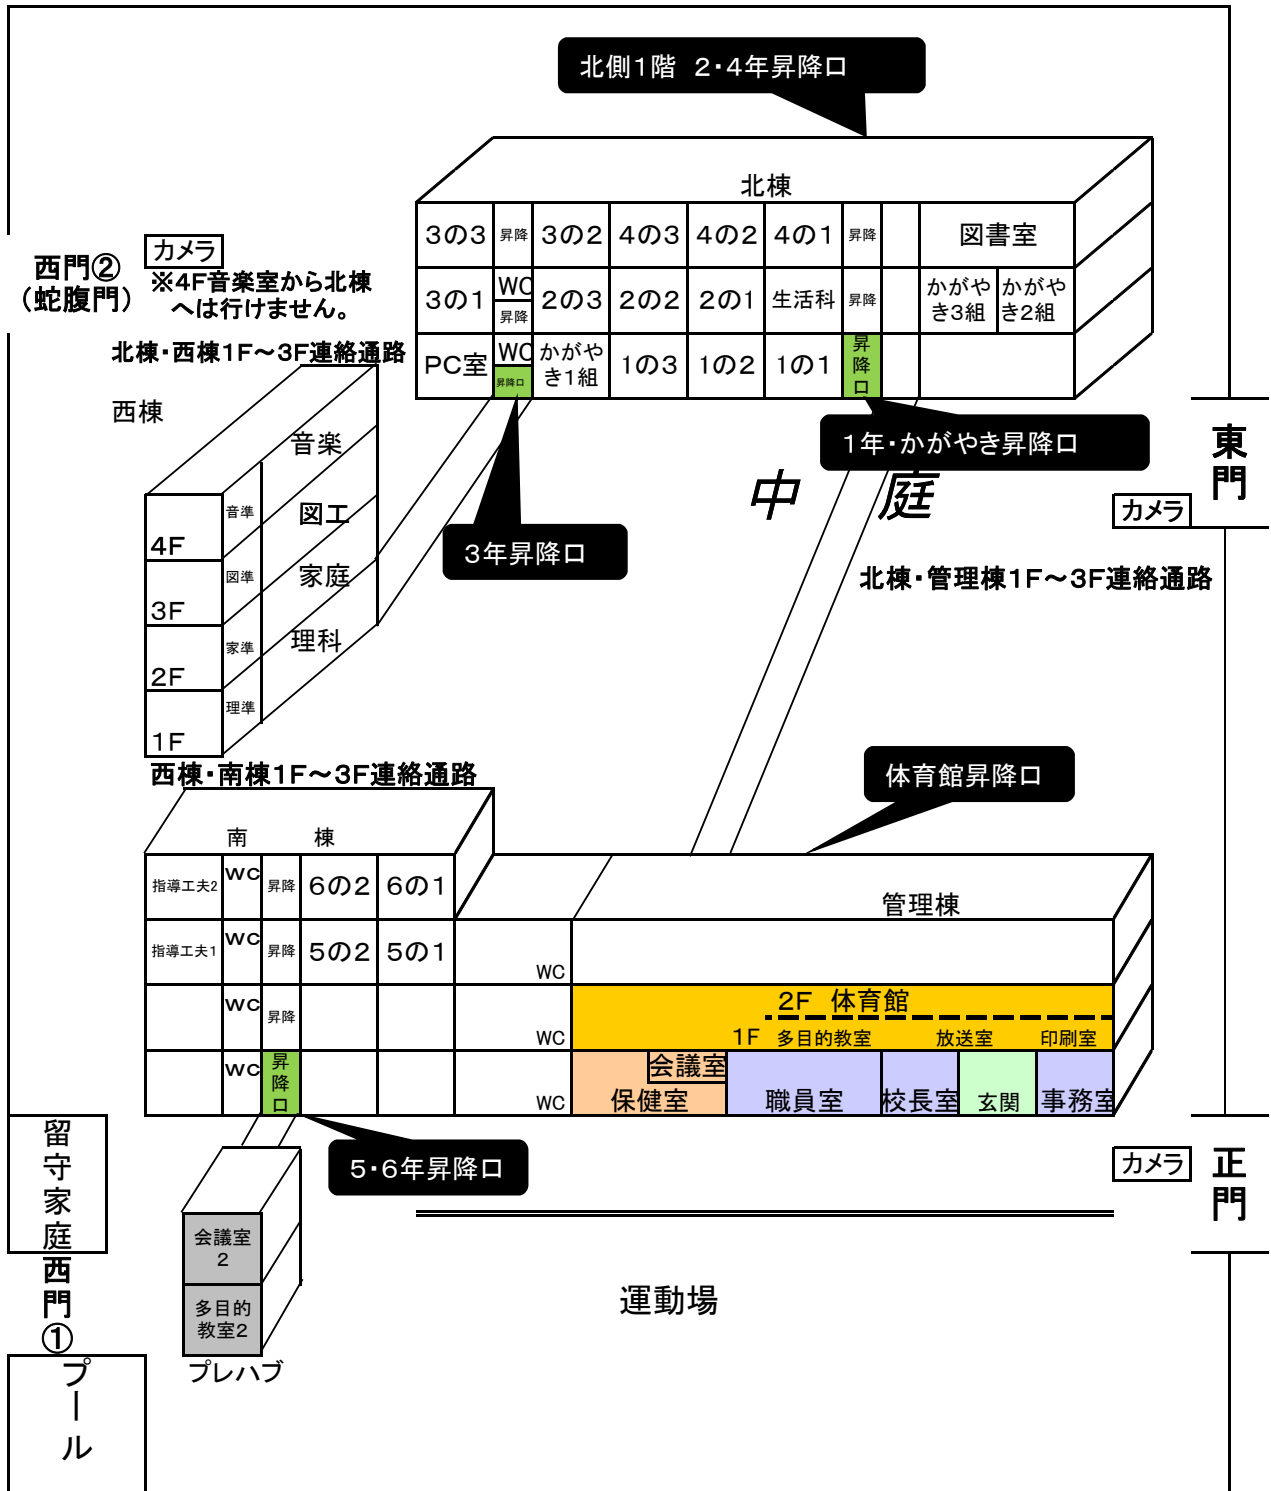 北側１階　２・４年昇降口
北棟
３の３
昇降
３の２
４の３
４の２
４の１
昇降
図書室
３の１
WC
昇降
２の３
２の２
２の１
生活科
昇降
かがや
き３組
かがや
き２組
PC室
WC
昇降口
かがや
き１組
１の３
１の２
１の１
昇
降
口
西門②
（蛇腹門）
カメラ
※４F音楽室から北棟
へは行けません。
北棟・西棟１F～３F連絡通路
西棟
音楽
図工
家庭
理科
音準
図準
家準
理準
４F
３F
２F
１F
１年・かがやき昇降口
３年昇降口
中　庭
東門
カメラ
北棟・管理棟１F～３F連絡通路
西棟・南棟１F～３F連絡通路
体育館昇降口
南　棟
指導工夫２
WC
昇降
６の２
６の１
管理棟
指導工夫１
WC
昇降
５の２
５の１
WC
WC
昇降
WC
２F　体育館
１F　多目的教室
放送室
印刷室
WC
昇
降
口
WC
会議室
保健室
職員室
校長室
玄関
事務室
５・６年昇降口
カメラ
正門
留守家庭
西門①
プール
会議室
２
多目的
教室２
プレハブ
運動場